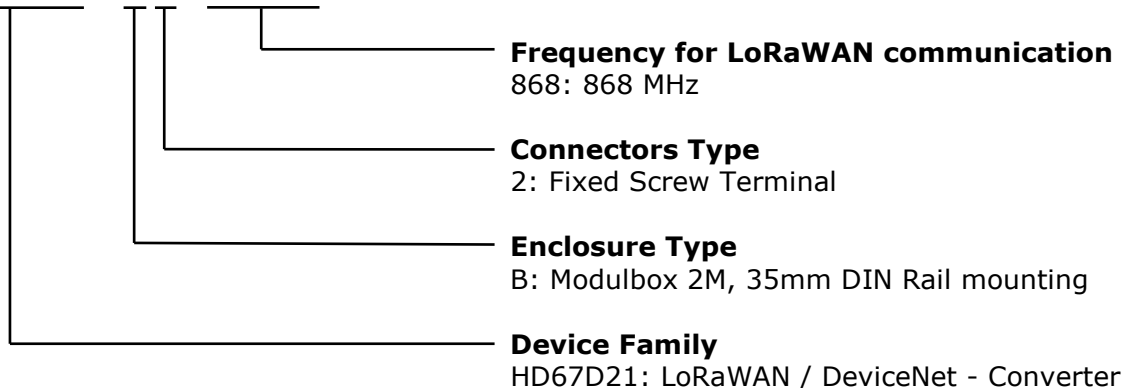 Frequency for LoRaWAN communication
868: 868 MHz
Connectors Type
2: Fixed Screw Terminal
Enclosure Type
B: Modulbox 2M, 35mm DIN Rail mounting
Device Family
HD67D21: LoRaWAN / DeviceNet - Converter